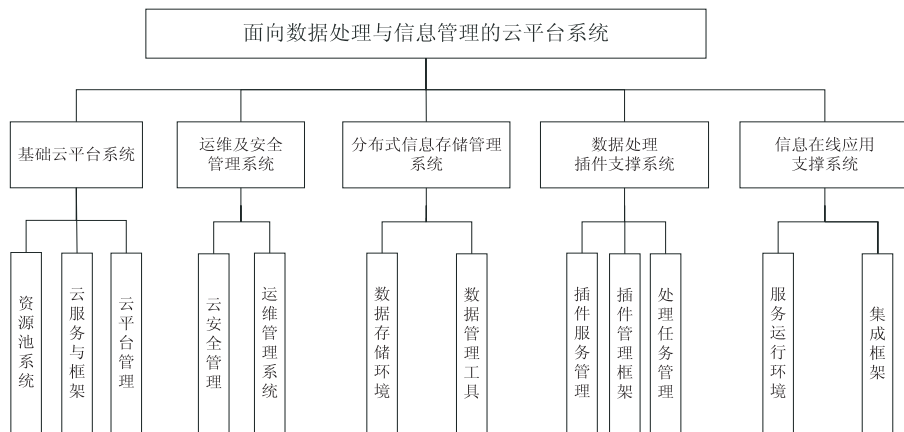 面向数据处理与信息管理的云平台系统
基础云平台系统
运维及安全
管理系统
分布式信息存储管理
系统
数据处理
插件支撑系统
信息在线应用
支撑系统
资源池系统
云服务与框架
云平台管理
云安全管理
运维管理系统
数据存储环境
数据管理工具
插件服务管理
插件管理框架
处理任务管理
服务运行环境
集成框架